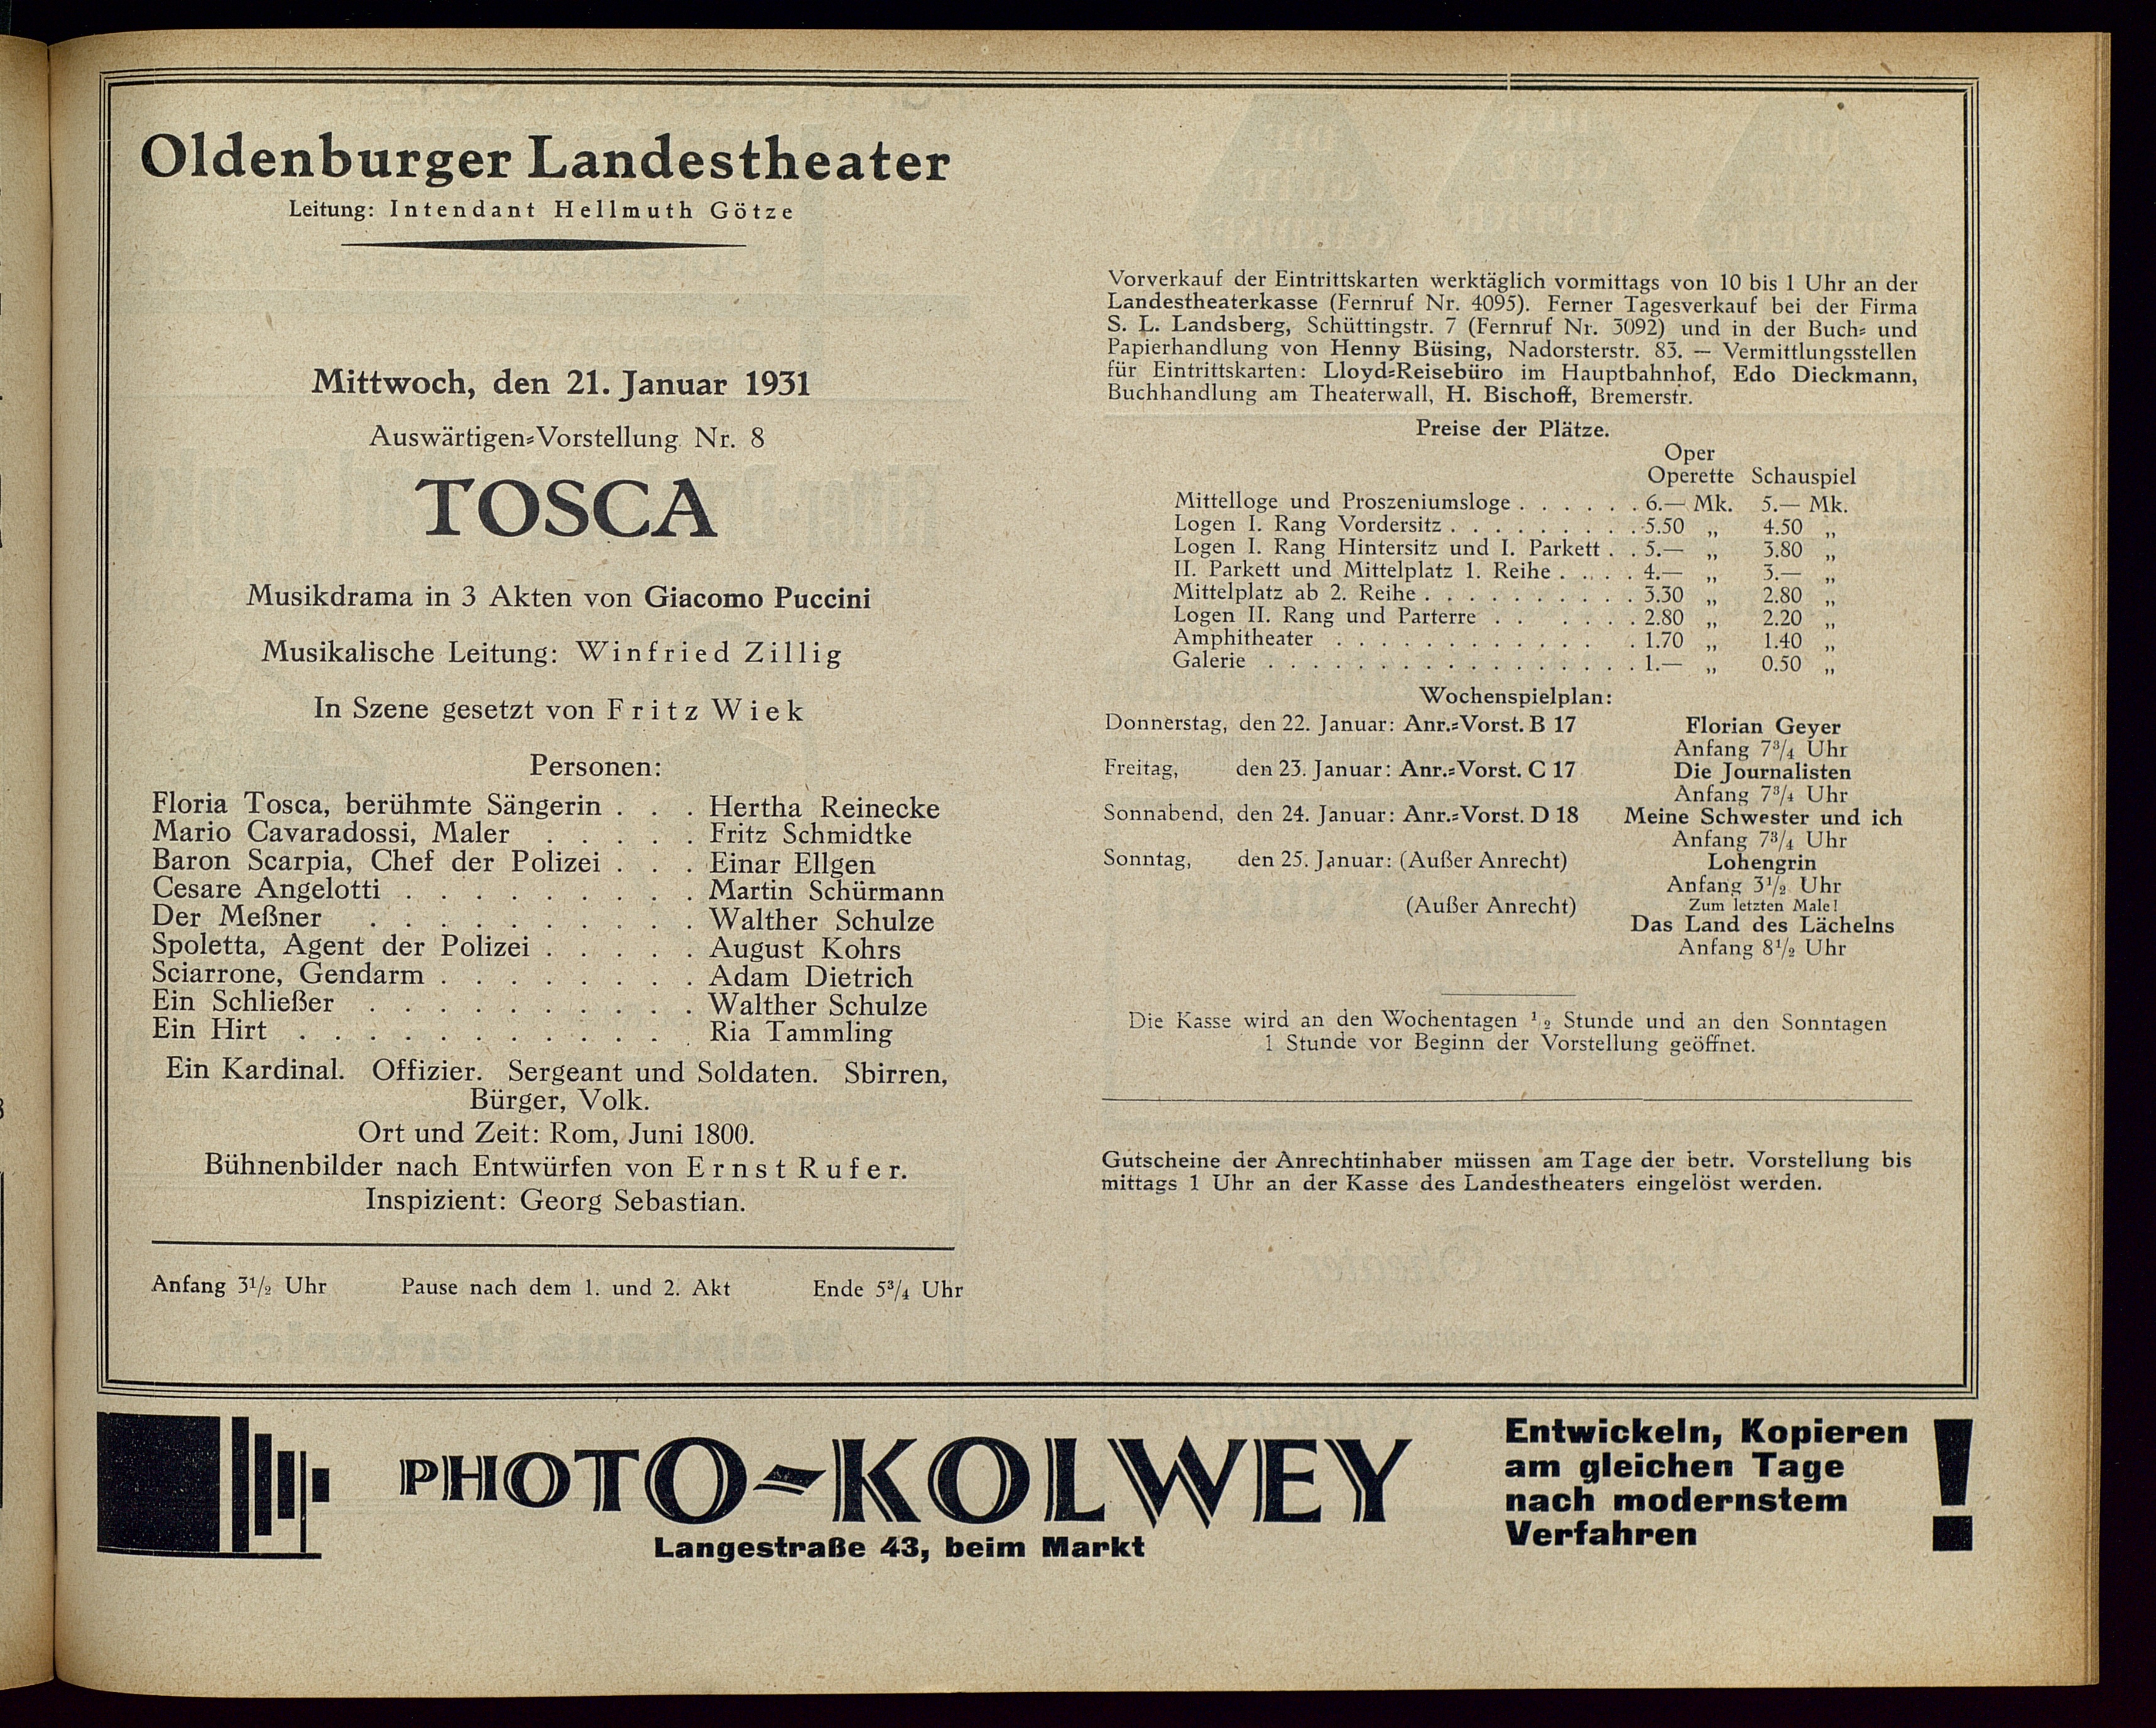 Oldenburger Landestheater
Leitung: Intendant Hellmuth Götze
Mittwoch, den 21. Januar 1931
Auswärtigen-Vorstellung Nr. 8
TOSCA
Musikdrama in 3 Akten von Giacomo Puccini
Musikalische Leitung: Winfried Zillig
In Szene gesetzt von Fritz Wiek
Personen:
Floria Tosca, berühmte Sängerin . . . Hertha Reinecke
Mario Cavaradossi, Maler . . . . . Fritz Schmidtke
Baron Scarpia, Chef der Polizei . . . Einar Ellgen
Cesare Angelotti . . . . . . . . . Martin Schürmann
Der Meßner . . . . . . . . . . Walther Schulze
Spoletta, Agent der Polizei . . . . . August Kohrs
Sciarrone, Gendarm . . . . . . . . Adam Dietrich
Ein Schließer . . . . . . . . . . Walther Schulze
Ein Hirt . . . . . . . . . . . . Ria Tammling
Ein Kardinal. Offizier. Sergeant und Soldaten. Sbirren,
Bürger, Volk.
Ort und Zeit: Rom, Juni 1800.
Bühnenbilder nach Entwürfen von Ernst Rufer.
Inspizient: Georg Sebastian.
Anfang 3½ Uhr Pause nach dem 1. und 2. Akt Ende 5¾ Uhr
Vorverkauf der Eintrittskarten werktäglich vormittags von 10 bis 1 Uhr an der
Landestheaterkasse (Fernruf Nr. 4095). Ferner Tagesverkauf bei der Firma
S. L. Landsberg, Schüttingstr. 7 (Fernruf Nr. 3092) und in der Buch- und
Papierhandlung von Henny Büsing, Nadorsterstr. 83. — Vermittlungsstellen
für Eintrittskarten: Lloyd-Reisebüro im Hauptbahnhof, Edo Dieckmann,
Buchhandlung am Theaterwall, H. Bischoff, Bremerstr.
Preise der Plätze.
Oper
Operette Schauspiel
Mittelloge und Proszeniumsloge . . . . . . 6.— Mk. 5.— Mk.
Logen I. Rang Vordersitz . . . . . . . . . 5.50 „ 4.50 „
Logen I. Rang Hintersitz und I. Parkett . . 5.— „ 3.80 „
II. Parkett und Mittelplatz 1. Reihe . . . . 4.— „ 3.— „
Mittelplatz ab 2. Reihe . . . . . . . . . . 3.30 „ 2.80 „
Logen II. Rang und Parterre . . . . . . 2.80 „ 2.20 „
Amphitheater . . . . . . . . . . . . . 1.70 „ 1.40 „
Galerie . . . . . . . . . . . . . . . . . 1.— „ 0.50 „
Wochenspielplan:
Donnerstag, den 22. Januar: Anr.-Vorst. B 17 Florian Geyer
Anfang 7¾ Uhr
Freitag, den 23. Januar: Anr.-Vorst. C 17 Die Journalisten
Anfang 7¾ Uhr
Sonnabend, den 24. Januar: Anr.-Vorst. D 18 Meine Schwester und ich
Anfang 7¾ Uhr
Sonntag, den 25. Januar: (Außer Anrecht) Lohengrin
Anfang 3½ Uhr
Zum letzten Male!
(Außer Anrecht) Das Land des Lächelns
Anfang 8½ Uhr
Die Kasse wird an den Wochentagen ½ Stunde und an den Sonntagen
1 Stunde vor Beginn der Vorstellung geöffnet.
Gutscheine der Anrechtinhaber müssen am Tage der betr. Vorstellung bis
mittags 1 Uhr an der Kasse des Landestheaters eingelöst werden.
PHOTO-KOLWEY
Langestraße 43, beim Markt
Entwickeln, Kopieren
am gleichen Tage
nach modernstem
Verfahren !